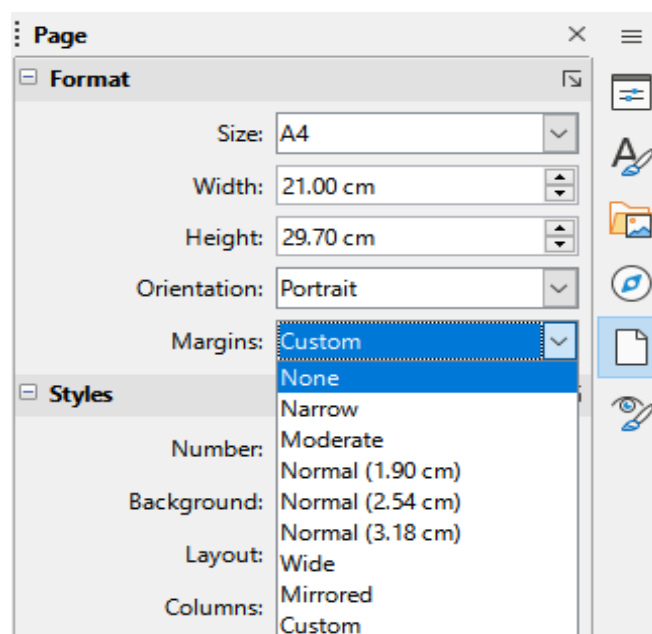 Page
Format
Size: A4
Width: 21.00 cm
Height: 29.70 cm
Orientation: Portrait
Margins: Custom
None
Styles
Narrow
Moderate
Number:
Normal (1.90 cm)
Background: Normal (2.54 cm)
Normal (3.18 cm)
Layout:
Wide
Mirrored
Columns:
Custom